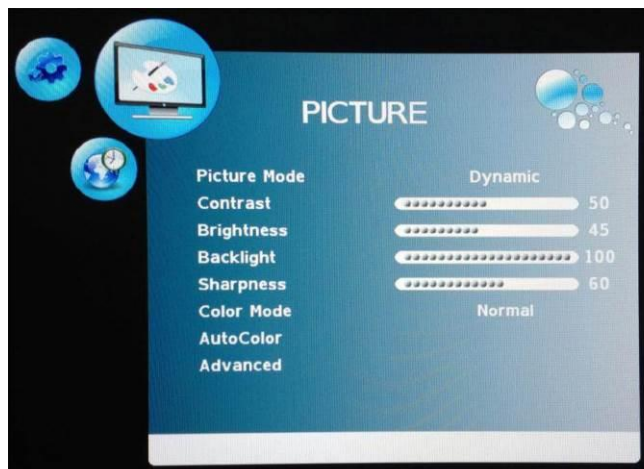 PICTURE
Picture Mode Dynamic
Contrast 50
Brightness 45
Backlight 100
Sharpness 60
Color Mode Normal
AutoColor
Advanced